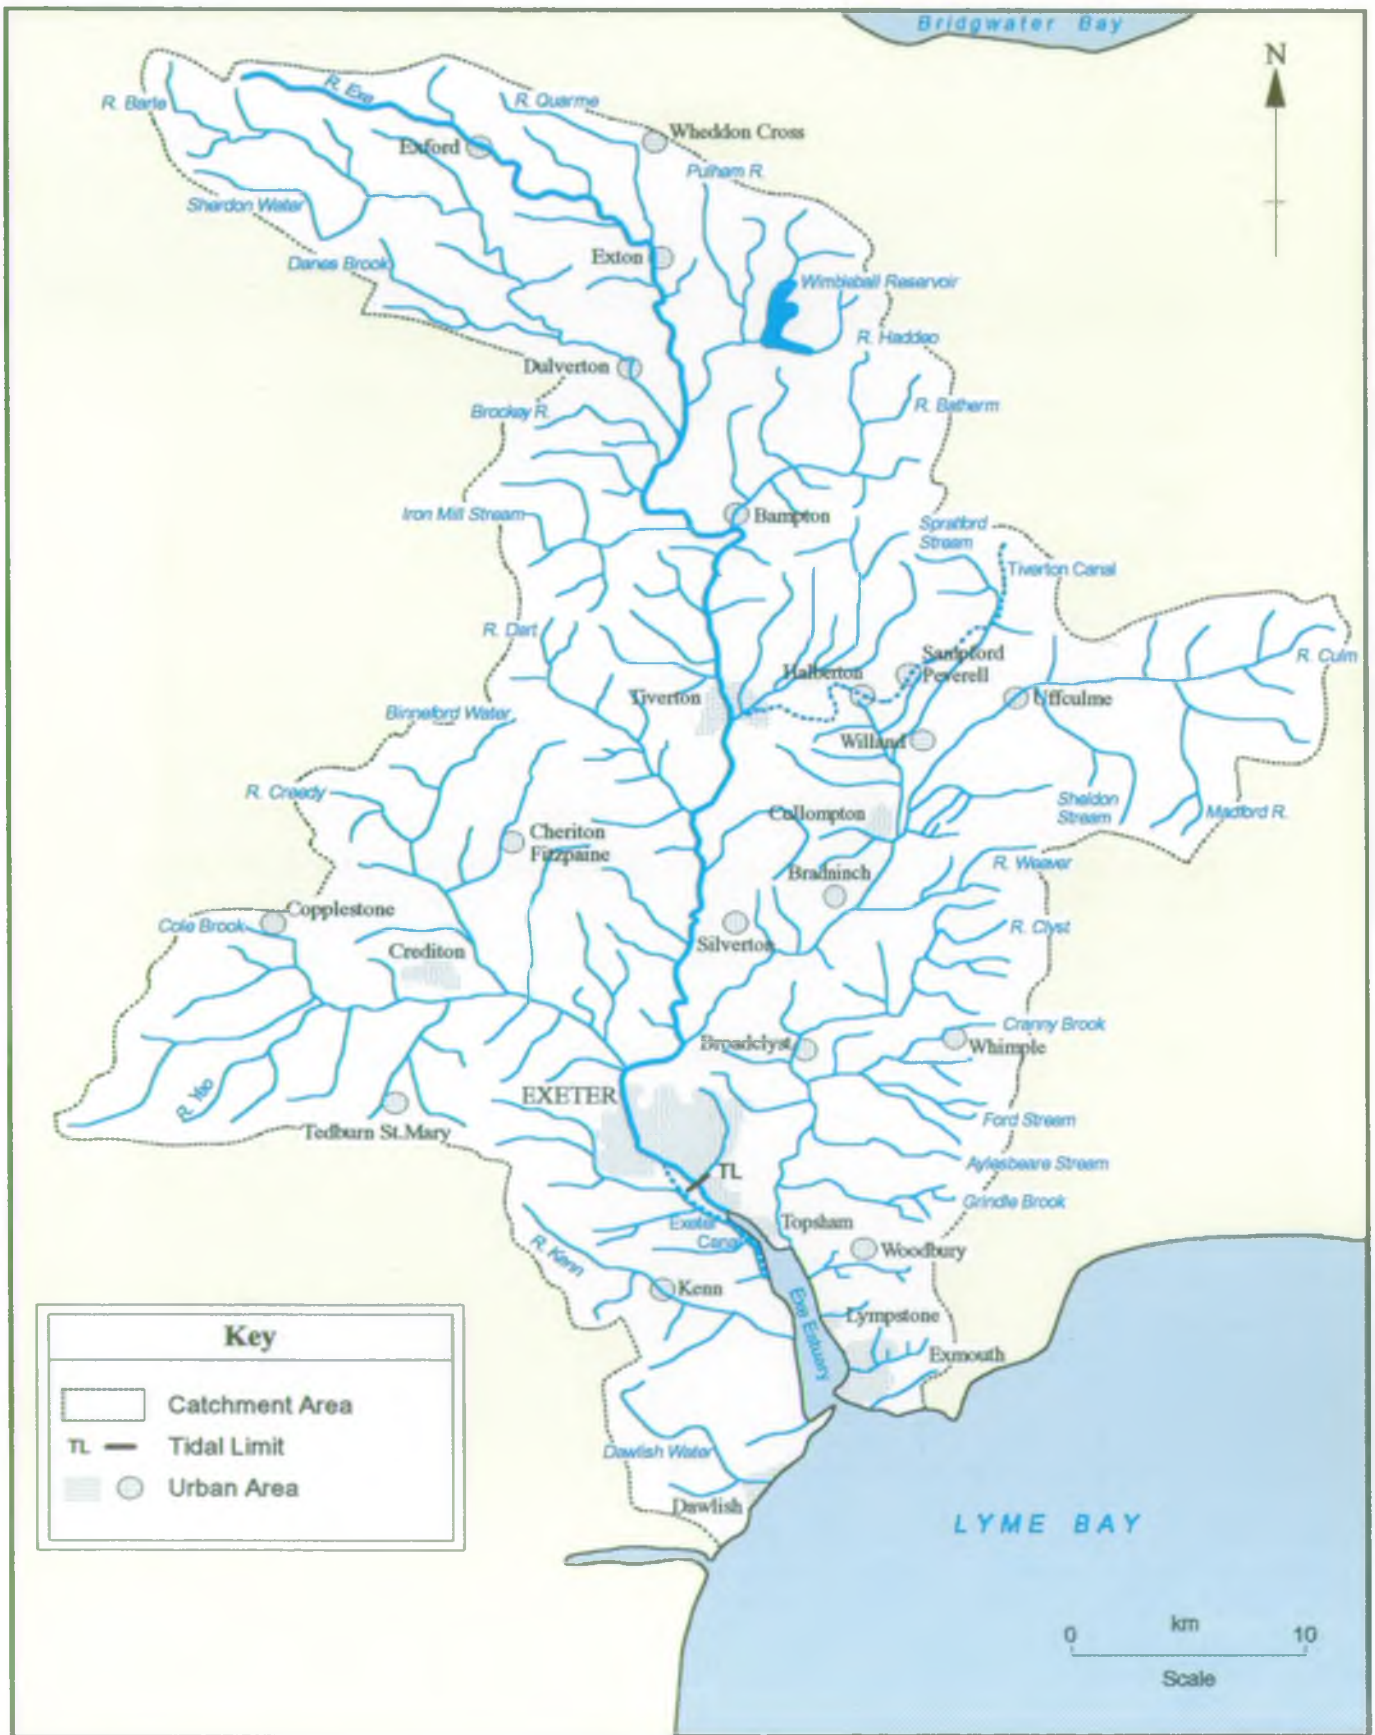 Bridgwater Bay
N
R. Exe
R. Barle
R. Quarme
Wheddon Cross
Exford
Pulham R.
Sherdon Water
Danes Brook
Exton
Wimbleball Reservoir
R. Haddeo
Dulverton
Brockey R.
R. Batherm
Iron Mill Stream
Bampton
Spratford
Stream
Tiverton Canal
R. Dart
Sampford
Peverell
Halberton
R. Culm
Tiverton
Uffculme
Binneford Water
Willand
R. Creedy
Sheldon
Stream
Madford R.
Cullompton
Cheriton
Fitzpaine
R. Weaver
Bradninch
Copplestone
Cole Brook
R. Clyst
Crediton
Silverton
Cranny Brook
Broadclyst
Whimple
R. Yeo
EXETER
Ford Stream
Tedburn St.Mary
Aylesbeare Stream
TL
Grindle Brook
Exeter
Canal
Topsham
Woodbury
R. Kenn
Kenn
Exe Estuary
Lympstone
Exmouth
Dawlish Water
Dawlish
LYME BAY
Key
Catchment Area
TL
Tidal Limit
Urban Area
km
0
10
Scale